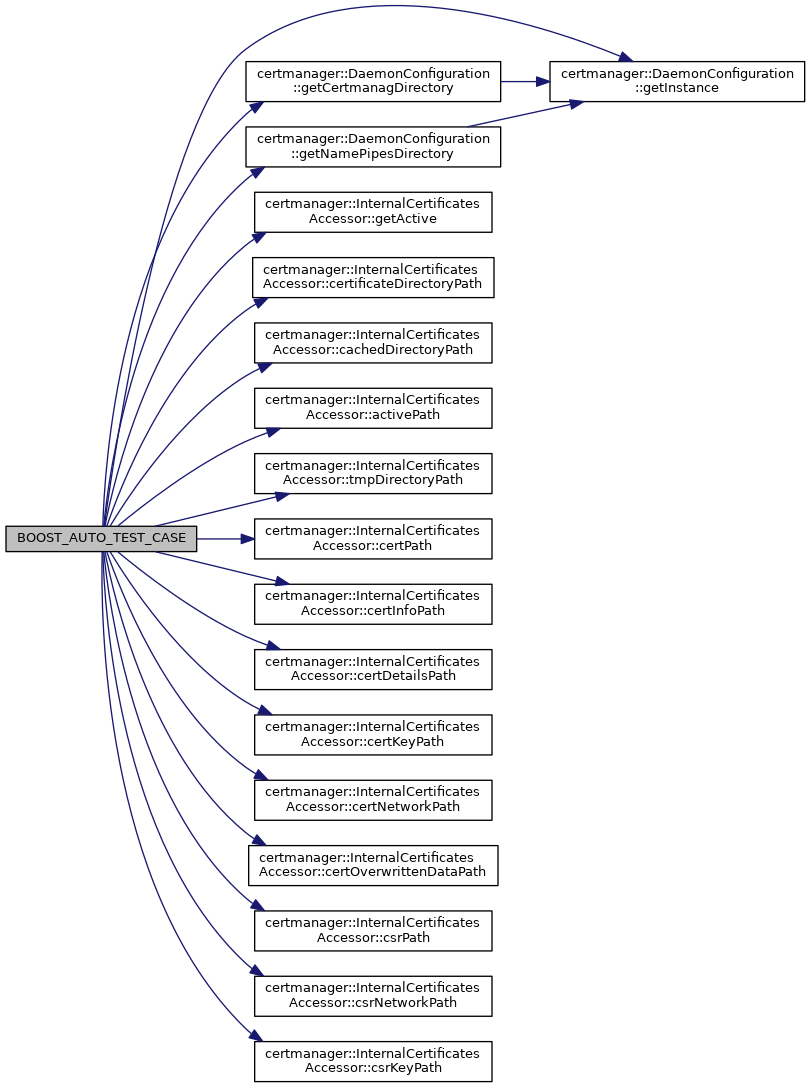 certmanager::DaemonConfiguration
::getCertmanagDirectory
certmanager::DaemonConfiguration
::getInstance
certmanager::DaemonConfiguration
::getNamePipesDirectory
certmanager::InternalCertificates
Accessor::getActive
certmanager::InternalCertificates
Accessor::certificateDirectoryPath
certmanager::InternalCertificates
Accessor::cachedDirectoryPath
certmanager::InternalCertificates
Accessor::activePath
certmanager::InternalCertificates
Accessor::tmpDirectoryPath
BOOST_AUTO_TEST_CASE
certmanager::InternalCertificates
Accessor::certPath
certmanager::InternalCertificates
Accessor::certInfoPath
certmanager::InternalCertificates
Accessor::certDetailsPath
certmanager::InternalCertificates
Accessor::certKeyPath
certmanager::InternalCertificates
Accessor::certNetworkPath
certmanager::InternalCertificates
Accessor::certOverwrittenDataPath
certmanager::InternalCertificates
Accessor::csrPath
certmanager::InternalCertificates
Accessor::csrNetworkPath
certmanager::InternalCertificates
Accessor::csrKeyPath